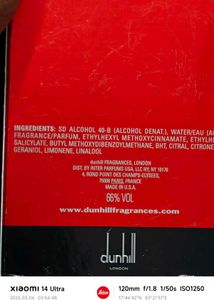 INGREDIENTS: SD ALCOHOL 40-B (ALCOHOL DENAT.), WATER/EAU
FRAGRANCE/PARFUM, ETHYLHEXYL METHOXYCINNAMATE,
SALICYLATE, BUTYL METHOXYDIBENZOYLMETHANE, BHT, CITRAL,
GERANIOL, LIMONENE, LINALOOL
dunhill FRAGRANCES, LONDON
DIST. BY INTER PARFUMS USA, LLC NY, NY 10176
4, ROND POINT DES CHAMPS-ELYSEES,
75008 PARIS, FRANCE
MADE IN U.S.A.
66% VOL
www.dunhillfragrances.com
dunhill
LONDON
XIAOMI 14 Ultra
120mm f/1.8 1/50s ISO1250